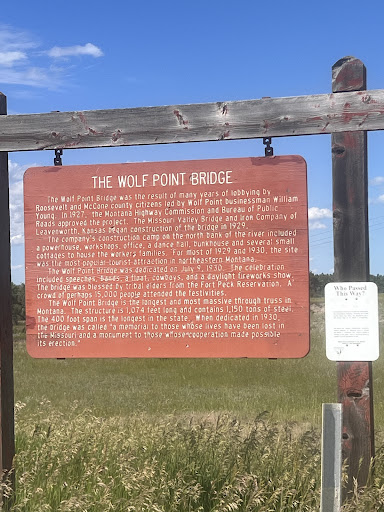 THE WOLF POINT BRIDGE
The Wolf Point Bridge was the result of many years of lobbying by
Roosevelt and McCone county citizens led by Wolf Point businessman William
Young. In 1927, the Montana Highway Commission and Bureau of Public
Roads approved the project. The Missouri Valley Bridge and Iron Company of
Leavenworth, Kansas began construction of the bridge in 1929.
The company's construction camp on the north bank of the river included
a powerhouse, workshops, office, a dance hall, bunkhouse and several small
cottages to house the workers families. For most of 1929 and 1930, the site
was the most popular tourist attraction in northeastern Montana.
The Wolf Point Bridge was dedicated on July 9, 1930. The celebration
included speeches, bands, a float, cowboys, and a daylight fireworks show.
The bridge was blessed by tribal elders from the Fort Peck Reservation. A
crowd of perhaps 15,000 people attended the festivities.
The Wolf Point Bridge is the longest and most massive through truss in
Montana. The structure is 1,074 feet long and contains 1,150 tons of steel.
The 400 foot span is the longest in the state. When dedicated in 1930,
the bridge was called "a memorial to those whose lives have been lost in
the Missouri and a monument to those whose cooperation made possible
its erection."
Who Passed
This Way?